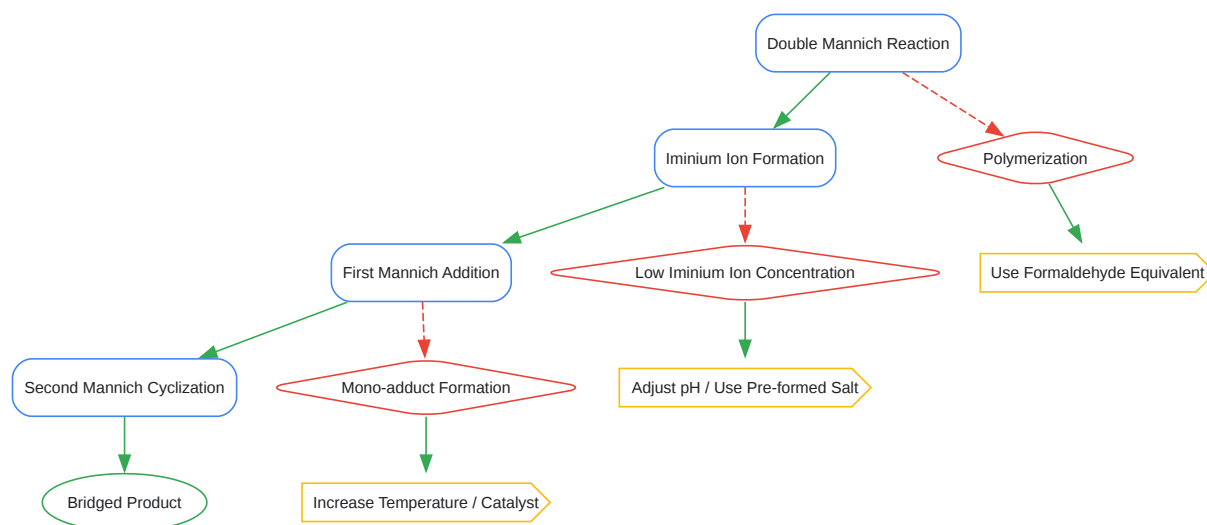 Double Mannich Reaction
Iminium Ion Formation
Polymerization
First Mannich Addition
Low Iminium Ion Concentration
Use Formaldehyde Equivalent
Second Mannich Cyclization
Mono-adduct Formation
Adjust pH / Use Pre-formed Salt
Bridged Product
Increase Temperature / Catalyst